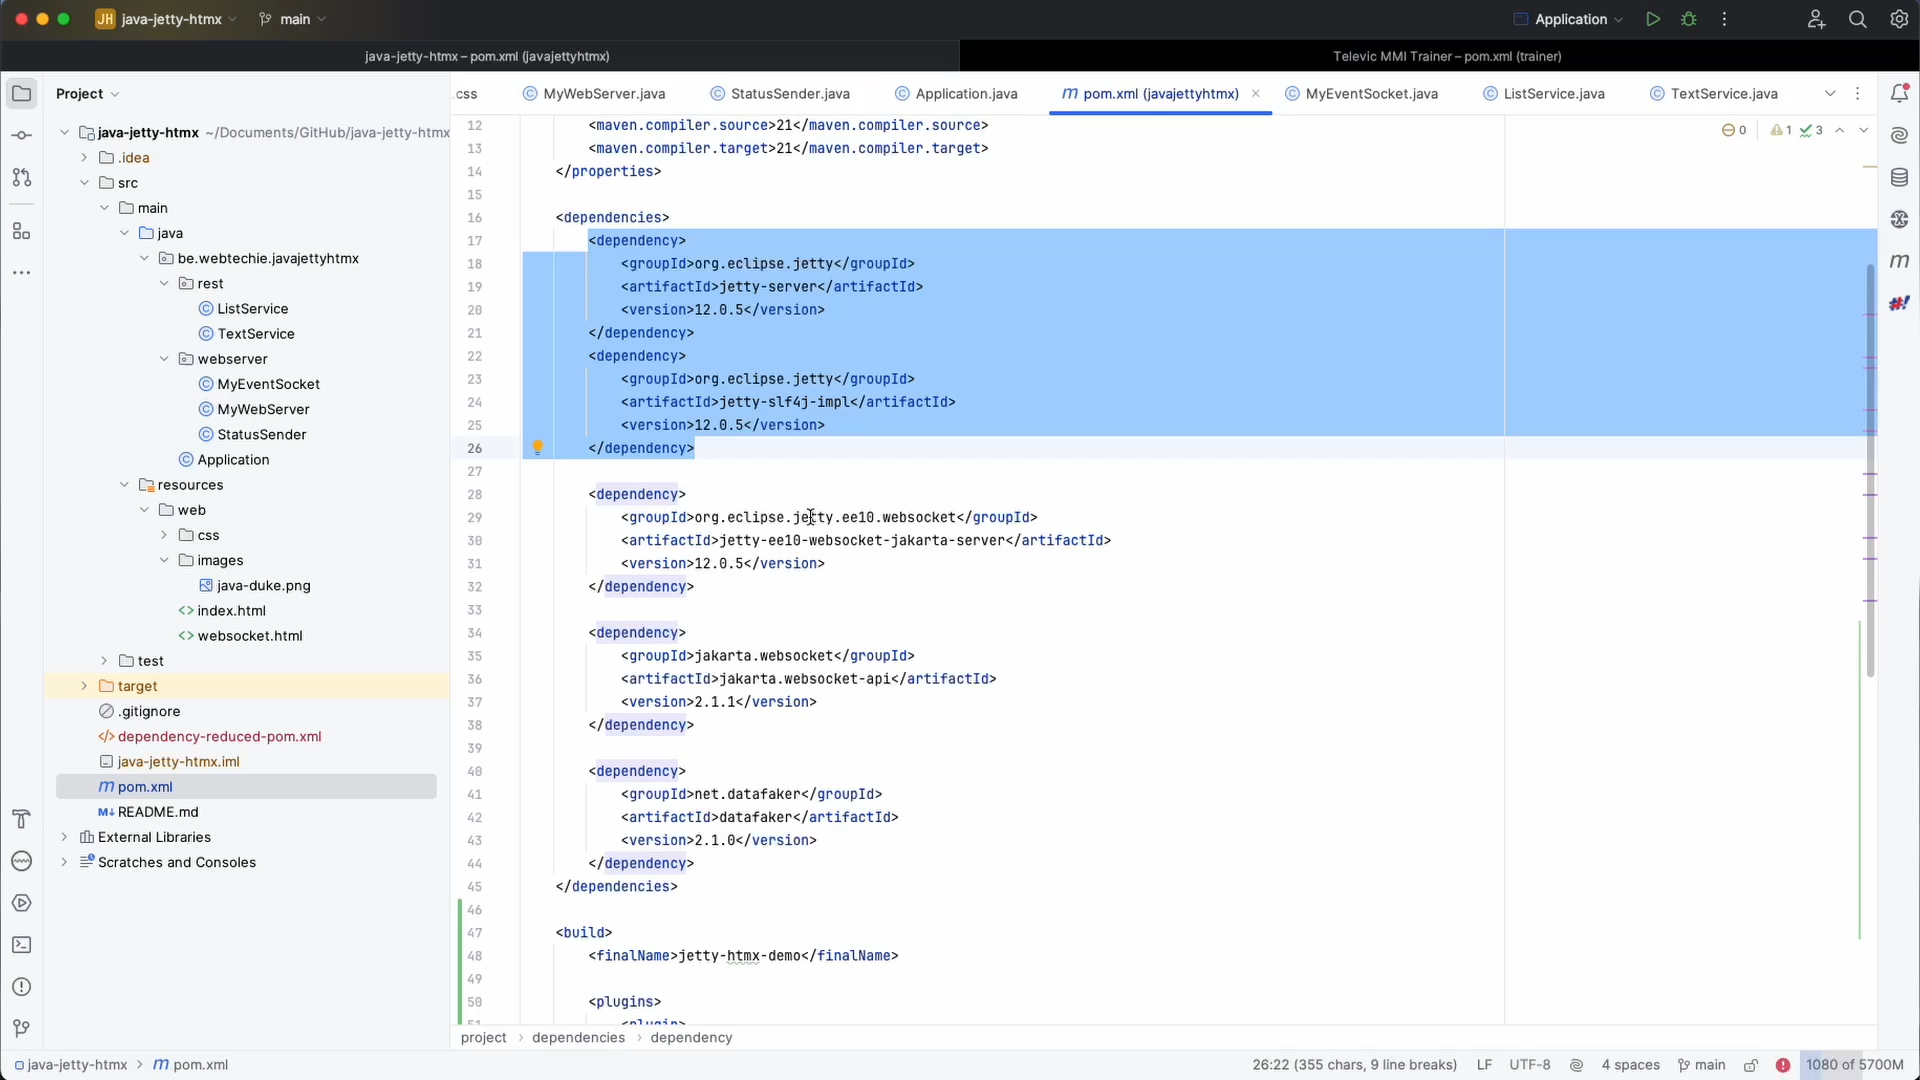 JH java-jetty-htmx main Application
java-jetty-htmx – pom.xml (javajettyhtmx) Televic MMI Trainer – pom.xml (trainer)
Project
java-jetty-htmx ~/Documents/GitHub/java-jetty-htmx
.idea
src
main
java
be.webtechie.javajettyhtmx
rest
ListService
TextService
webserver
MyEventSocket
MyWebServer
StatusSender
Application
resources
web
css
images
java-duke.png
index.html
websocket.html
test
target
.gitignore
dependency-reduced-pom.xml
java-jetty-htmx.iml
pom.xml
README.md
External Libraries
Scratches and Consoles
.css MyWebServer.java StatusSender.java Application.java pom.xml (javajettyhtmx) MyEventSocket.java ListService.java TextService.java
0 1 3
12 <maven.compiler.source>21</maven.compiler.source>
13 <maven.compiler.target>21</maven.compiler.target>
14 </properties>
15
16 <dependencies>
17 <dependency>
18 <groupId>org.eclipse.jetty</groupId>
19 <artifactId>jetty-server</artifactId>
20 <version>12.0.5</version>
21 </dependency>
22 <dependency>
23 <groupId>org.eclipse.jetty</groupId>
24 <artifactId>jetty-slf4j-impl</artifactId>
25 <version>12.0.5</version>
26 </dependency>
27
28 <dependency>
29 <groupId>org.eclipse.jetty.ee10.websocket</groupId>
30 <artifactId>jetty-ee10-websocket-jakarta-server</artifactId>
31 <version>12.0.5</version>
32 </dependency>
33
34 <dependency>
35 <groupId>jakarta.websocket</groupId>
36 <artifactId>jakarta.websocket-api</artifactId>
37 <version>2.1.1</version>
38 </dependency>
39
40 <dependency>
41 <groupId>net.datafaker</groupId>
42 <artifactId>datafaker</artifactId>
43 <version>2.1.0</version>
44 </dependency>
45 </dependencies>
46
47 <build>
48 <finalName>jetty-htmx-demo</finalName>
49
50 <plugins>
51 <plugin>
project › dependencies › dependency
java-jetty-htmx › pom.xml 26:22 (355 chars, 9 line breaks) LF UTF-8 4 spaces main 1080 of 5700M